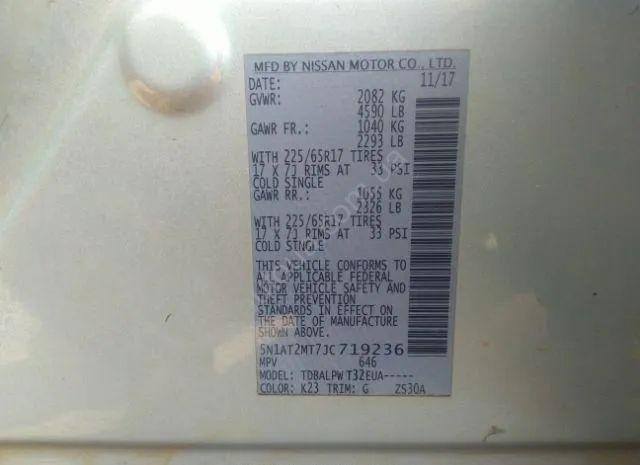 MFD BY NISSAN MOTOR CO., LTD.
DATE: 11/17
GVWR: 2082 KG
4590 LB
GAWR FR.: 1040 KG
2293 LB
WITH 225/65R17 TIRES
17 X 7J RIMS AT 33 PSI
COLD SINGLE
GAWR RR.: 1055 KG
2326 LB
WITH 225/65R17 TIRES
17 X 7J RIMS AT 33 PSI
COLD SINGLE
THIS VEHICLE CONFORMS TO
ALL APPLICABLE FEDERAL
MOTOR VEHICLE SAFETY AND
THEFT PREVENTION
STANDARDS IN EFFECT ON
THE DATE OF MANUFACTURE
SHOWN ABOVE.
5N1AT2MT7JC719236
MPV 646
MODEL: TDBALPW T32EUA-----
COLOR: K23 TRIM: G ZS30A